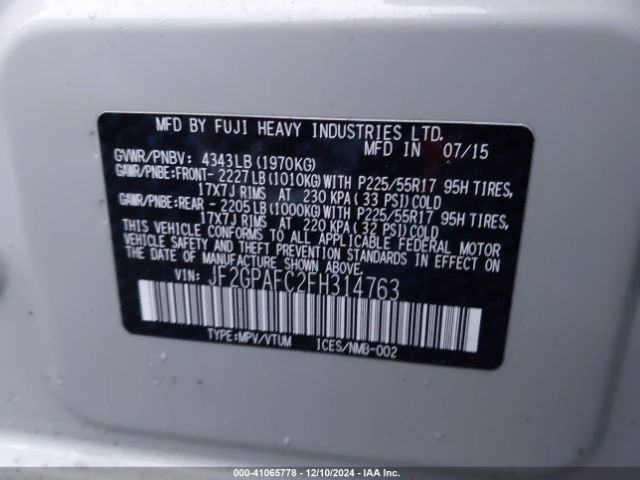 MFD BY FUJI HEAVY INDUSTRIES LTD.
MFD IN 07/15
GVWR/PNBV: 4343LB(1970KG)
GAWR/PNBE:FRONT- 2227LB(1010KG)WITH P225/55R17 95H TIRES,
17X7J RIMS AT 230 KPA(33 PSI)COLD
GAWR/PNBE:REAR - 2205LB(1000KG)WITH P225/55R17 95H TIRES,
17X7J RIMS AT 220 KPA(32 PSI)COLD
THIS VEHICLE CONFORMS TO ALL APPLICABLE FEDERAL MOTOR
VEHICLE SAFETY AND THEFT PREVENTION STANDARDS
IN EFFECT ON THE DATE OF MANUFACTURE SHOWN ABOVE.
VIN: JF2GPAFC2FH314763
TYPE:MPV/VTUM ICES/NMB-002
000-41065778 - 12/10/2024 - IAA Inc.